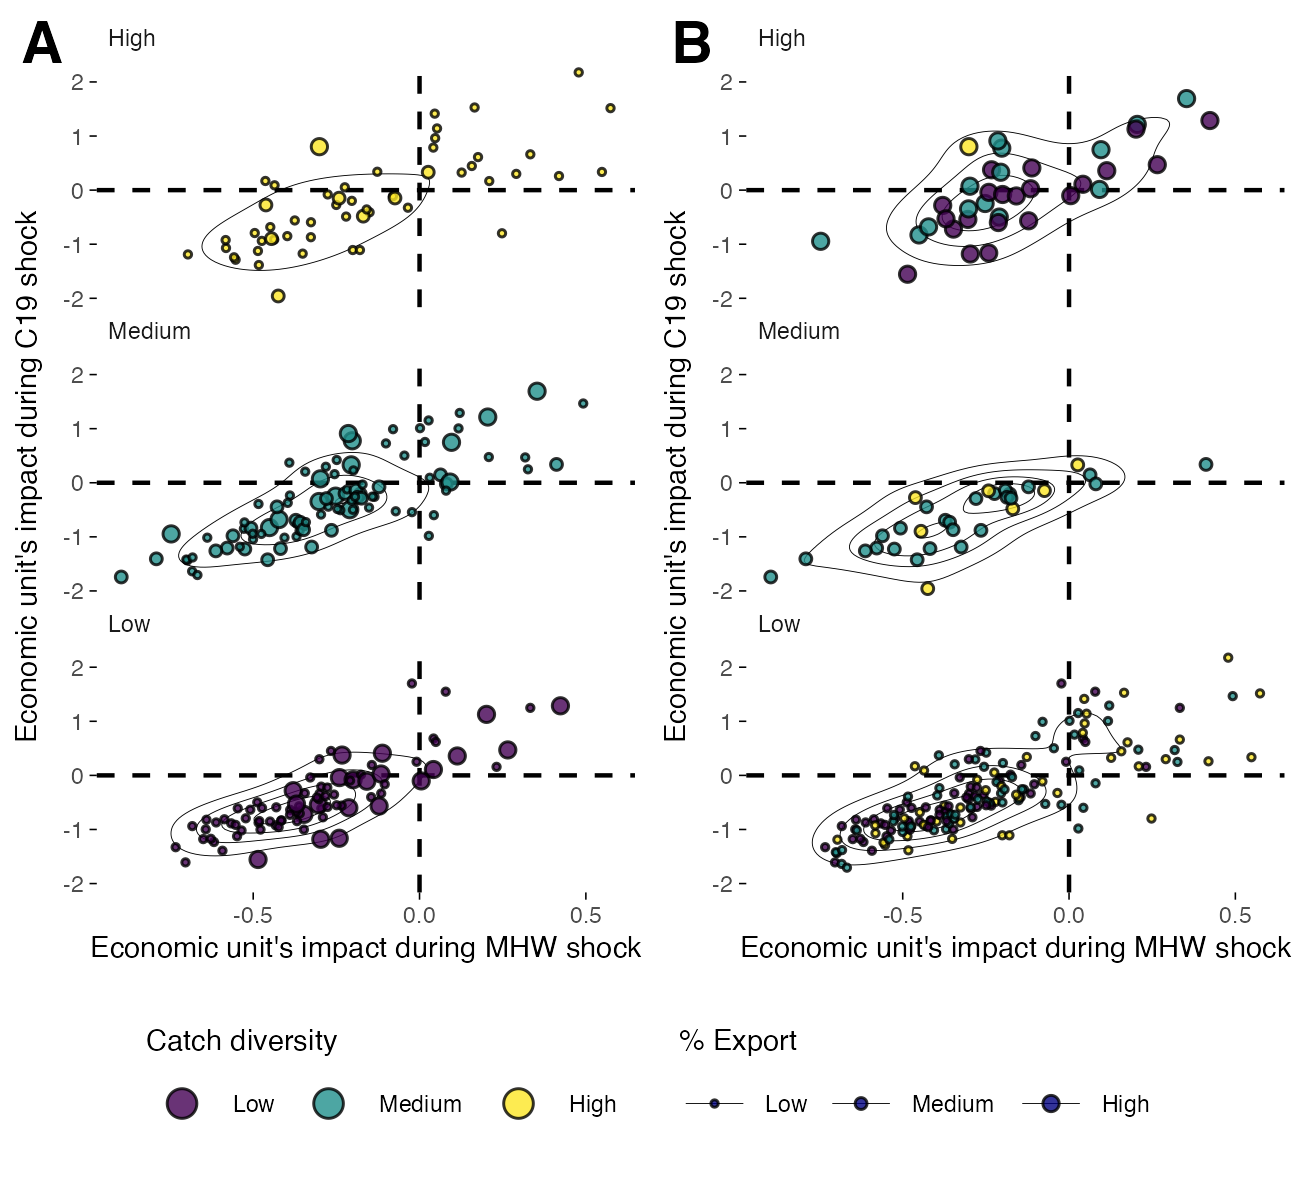 A
B
High
High
2
1
0
-1
-2
2
1
0
-1
-2
Medium
Medium
2
1
0
-1
-2
2
1
0
-1
-2
Low
Low
2
1
0
-1
-2
2
1
0
-1
-2
Economic unit's impact during C19 shock
Economic unit's impact during C19 shock
-0.5 0.0 0.5
-0.5 0.0 0.5
Economic unit's impact during MHW shock
Economic unit's impact during MHW shock
Catch diversity
Low Medium High
% Export
Low Medium High